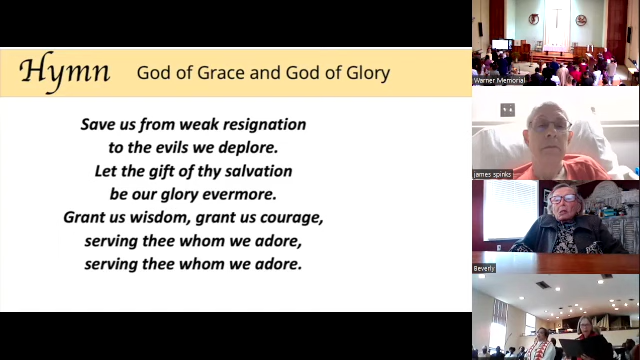 Hymn God of Grace and God of Glory
Save us from weak resignation
to the evils we deplore.
Let the gift of thy salvation
be our glory evermore.
Grant us wisdom, grant us courage,
serving thee whom we adore,
serving thee whom we adore.
Warner Memorial
james spinks
Beverly